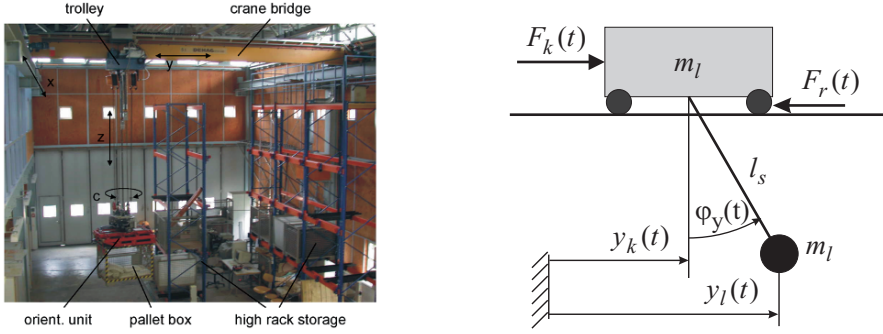 trolley
crane bridge
y
x
z
c
orient. unit
pallet box
high rack storage
F_k(t)
m_l
F_r(t)
l_s
φ_y(t)
y_k(t)
m_l
y_l(t)